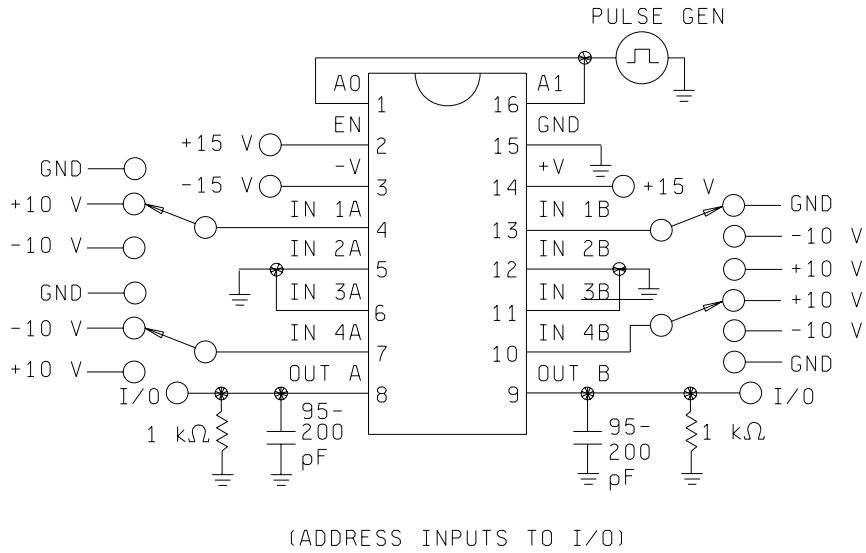 PULSE GEN
A0
A1
1
16
EN
GND
+15 V
2
15
GND
-V
+V
-15 V
3
14
+15 V
+10 V
IN 1A
IN 1B
GND
4
13
-10 V
-10 V
IN 2A
IN 2B
5
12
+10 V
GND
IN 3A
IN 3B
+10 V
6
11
-10 V
IN 4A
IN 4B
-10 V
7
10
GND
+10 V
OUT A
OUT B
I/O
8
9
I/O
1 kΩ
95-
200
pF
95-
200
pF
1 kΩ
(ADDRESS INPUTS TO I/O)